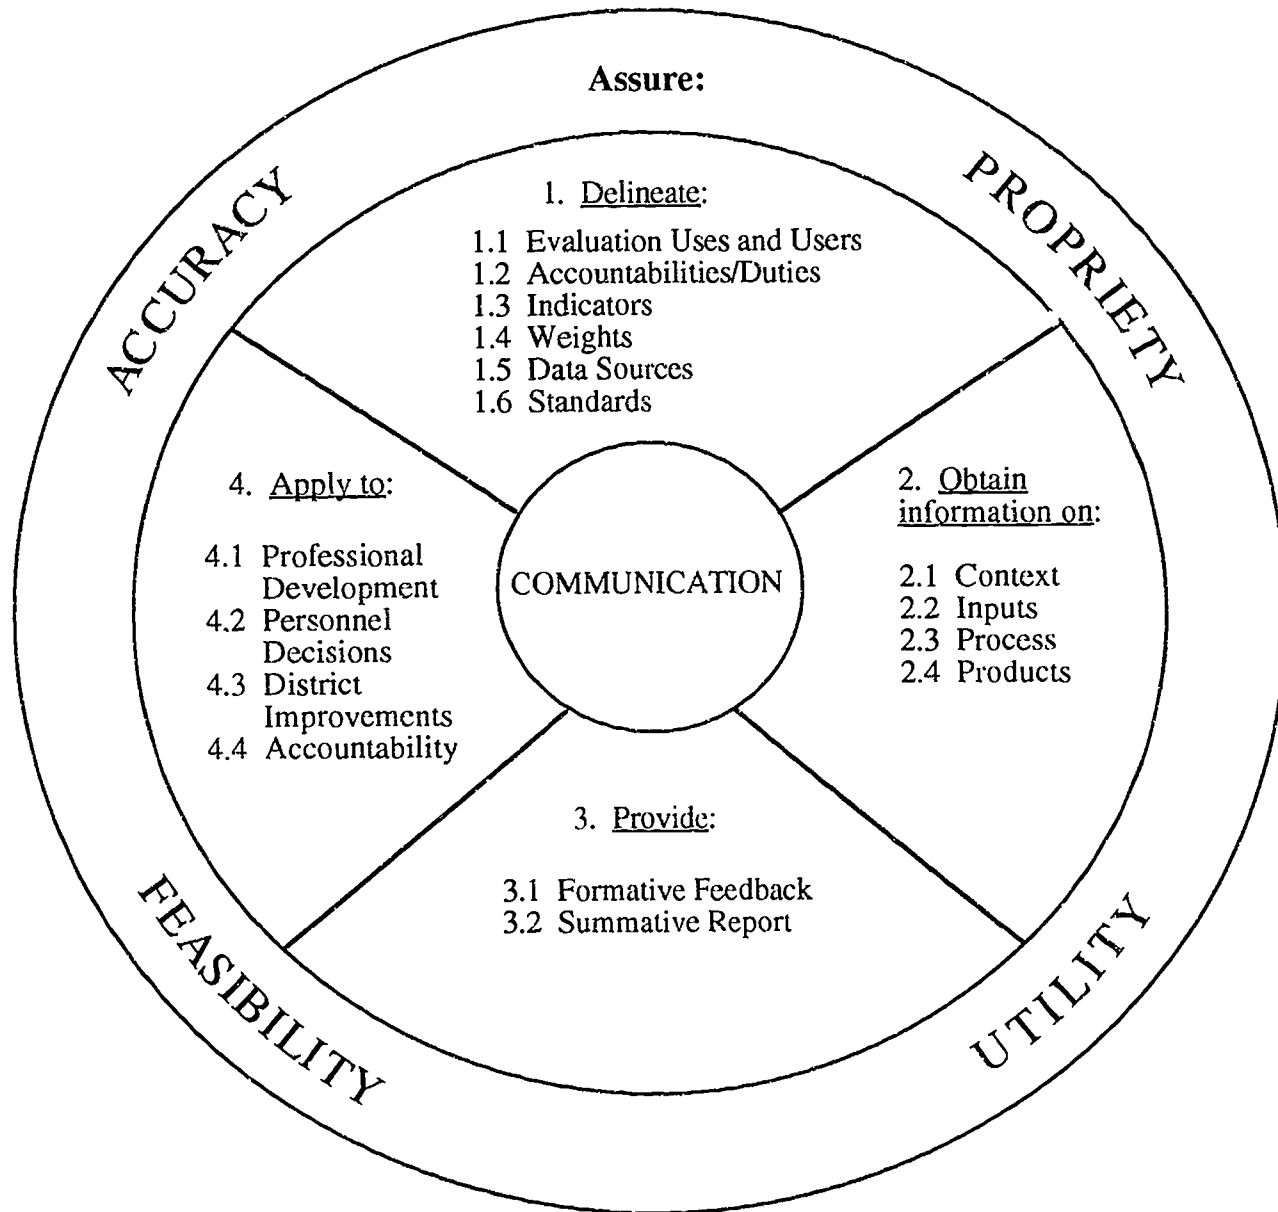 Assure:
ACCURACY
PROPRIETY
1. Delineate:
1.1 Evaluation Uses and Users
1.2 Accountabilities/Duties
1.3 Indicators
1.4 Weights
1.5 Data Sources
1.6 Standards
2. Obtain
information on:
2.1 Context
2.2 Inputs
2.3 Process
2.4 Products
COMMUNICATION
3. Provide:
3.1 Formative Feedback
3.2 Summative Report
4. Apply to:
4.1 Professional
Development
4.2 Personnel
Decisions
4.3 District
Improvements
4.4 Accountability
FEASIBILITY
UTILITY